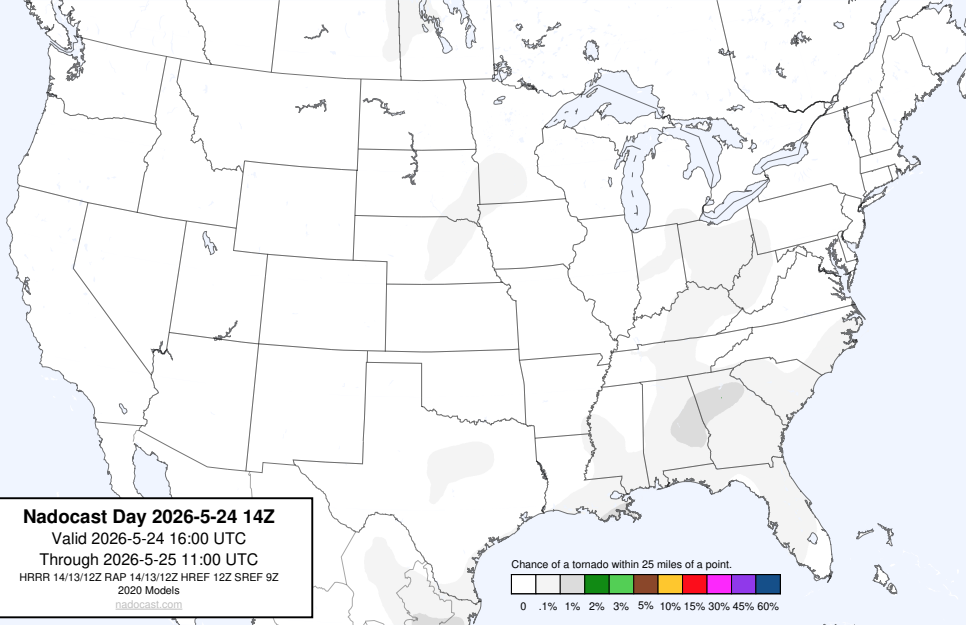 Nadocast Day 2026-5-24 14Z
Valid 2026-5-24 16:00 UTC
Through 2026-5-25 11:00 UTC
HRRR 14/13/12Z RAP 14/13/12Z HREF 12Z SREF 9Z
2020 Models
nadocast.com
Chance of a tornado within 25 miles of a point.
0 .1% 1% 2% 3% 5% 10% 15% 30% 45% 60%